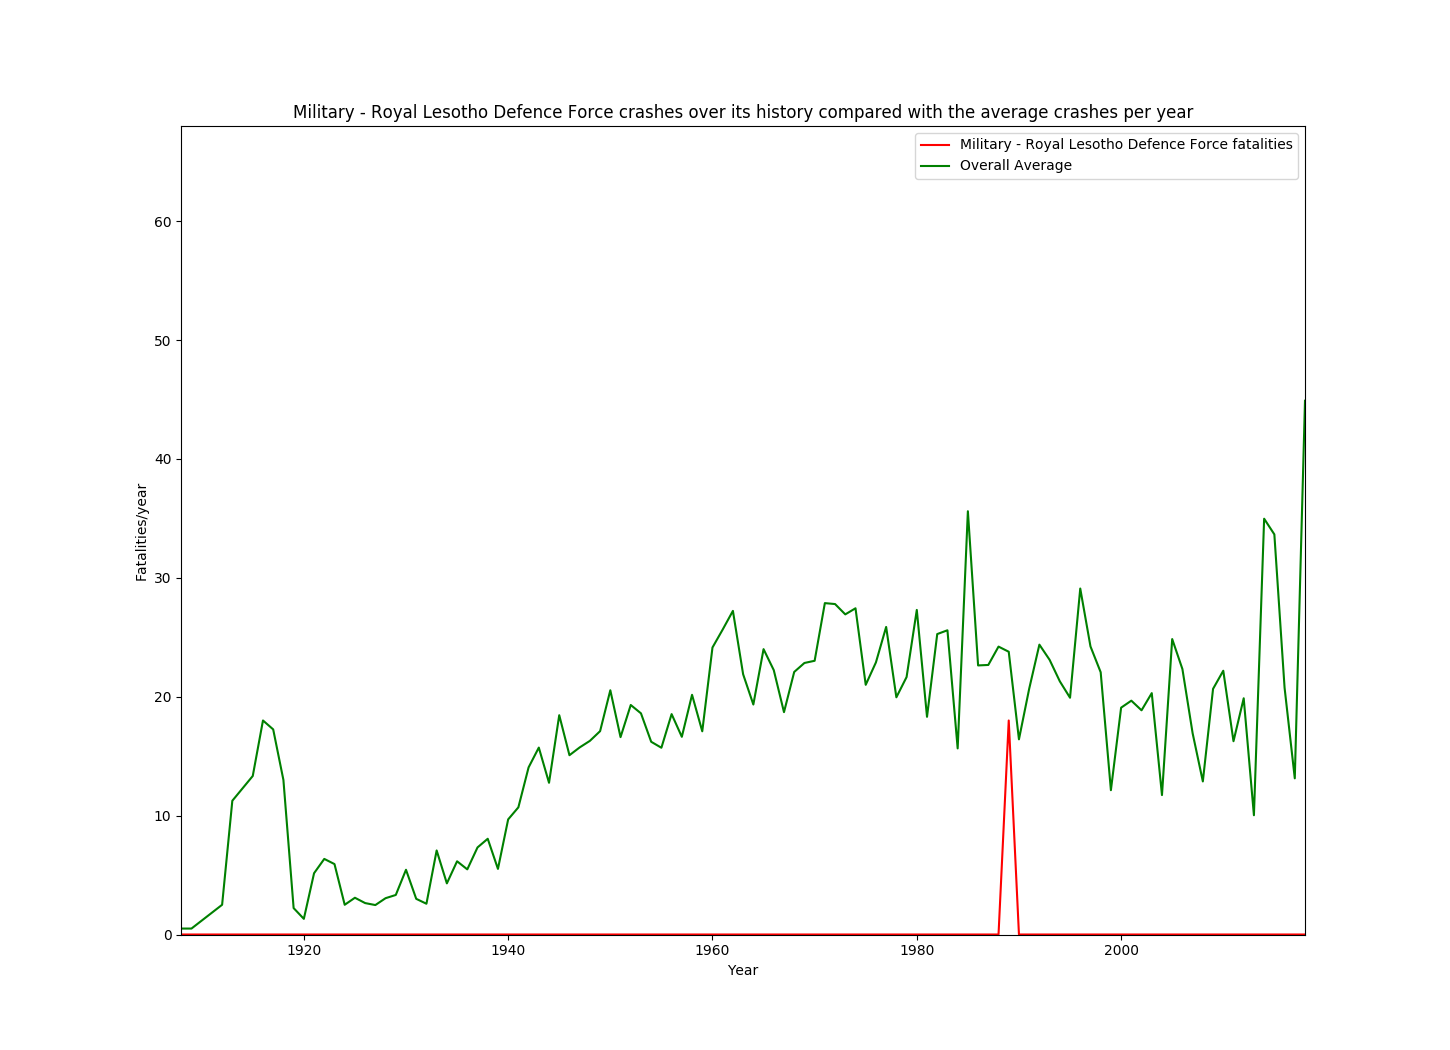 Military - Royal Lesotho Defence Force crashes over its history compared with the average crashes per year
Military - Royal Lesotho Defence Force fatalities
Overall Average
60
50
40
30
20
10
0
Fatalities/year
1920 1940 1960 1980 2000
Year